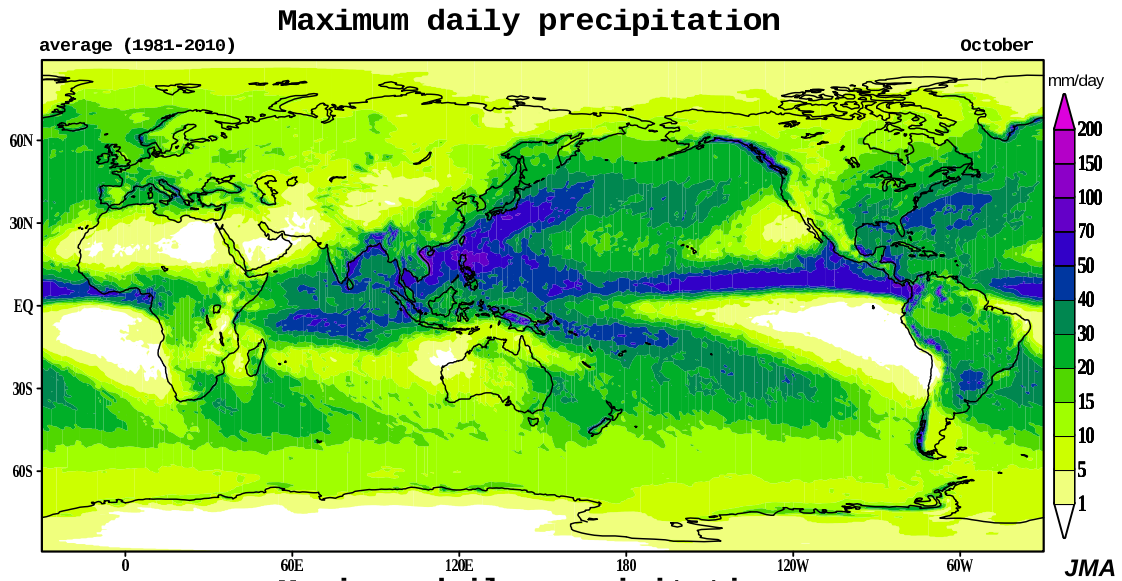 Maximum daily precipitation
average (1981-2010)
October
mm/day
200
150
100
70
50
40
30
20
15
10
5
1
60N
30N
EQ
30S
60S
0
60E
120E
180
120W
60W
JMA